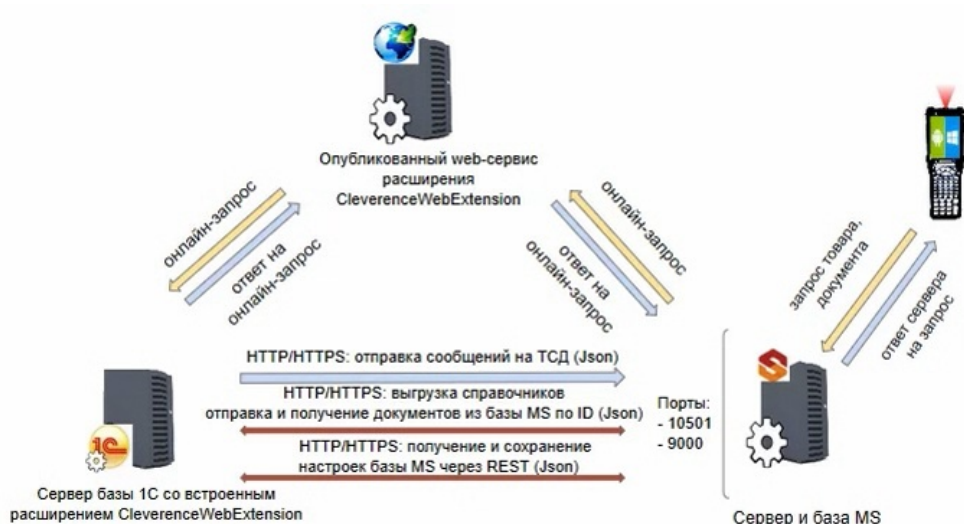 Опубликованный web-сервис
расширения
CleverenceWebExtension
онлайн-запрос
ответ на
онлайн-запрос
онлайн-запрос
ответ на
онлайн-запрос
запрос товара,
документа
ответ сервера
на запрос
HTTP/HTTPS: отправка сообщений на ТСД (Json)
HTTP/HTTPS: выгрузка справочников
отправка и получение документов из базы MS по ID (Json)
HTTP/HTTPS: получение и сохранение
настроек базы MS через REST (Json)
Порты:
- 10501
- 9000
1С
Сервер базы 1С со встроенным
расширением CleverenceWebExtension
Сервер и база MS